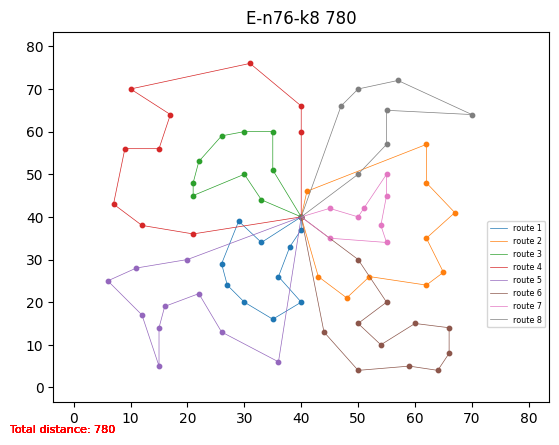 E-n76-k8 780
80
70
60
50
40
30
20
10
0
0 10 20 30 40 50 60 70 80
route 1
route 2
route 3
route 4
route 5
route 6
route 7
route 8
Total distance: 780